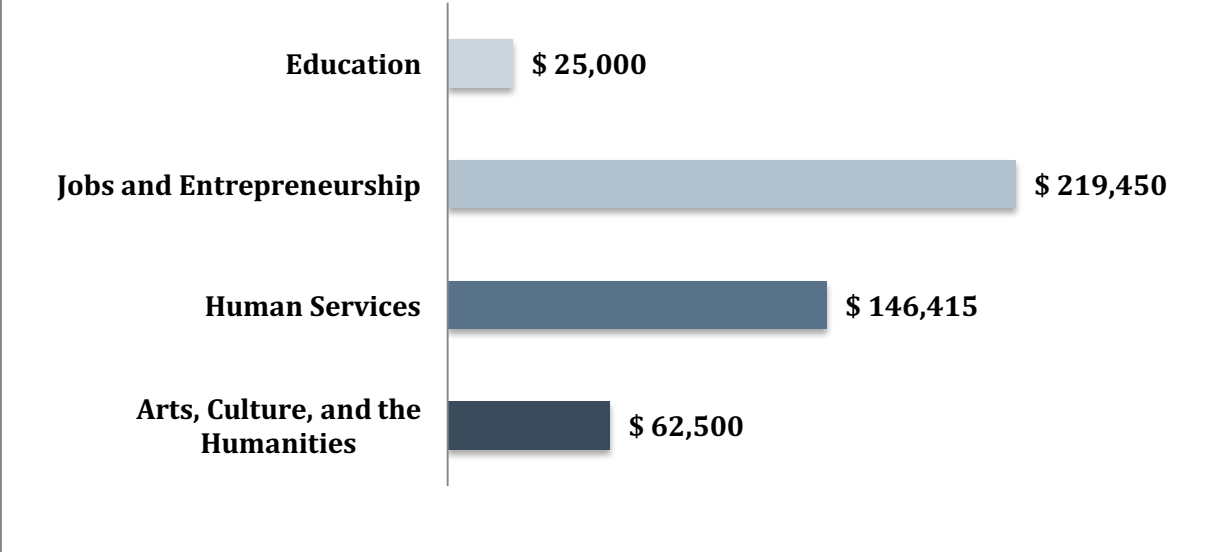 Education
$ 25,000
Jobs and Entrepreneurship
$ 219,450
Human Services
$ 146,415
Arts, Culture, and the
Humanities
$ 62,500